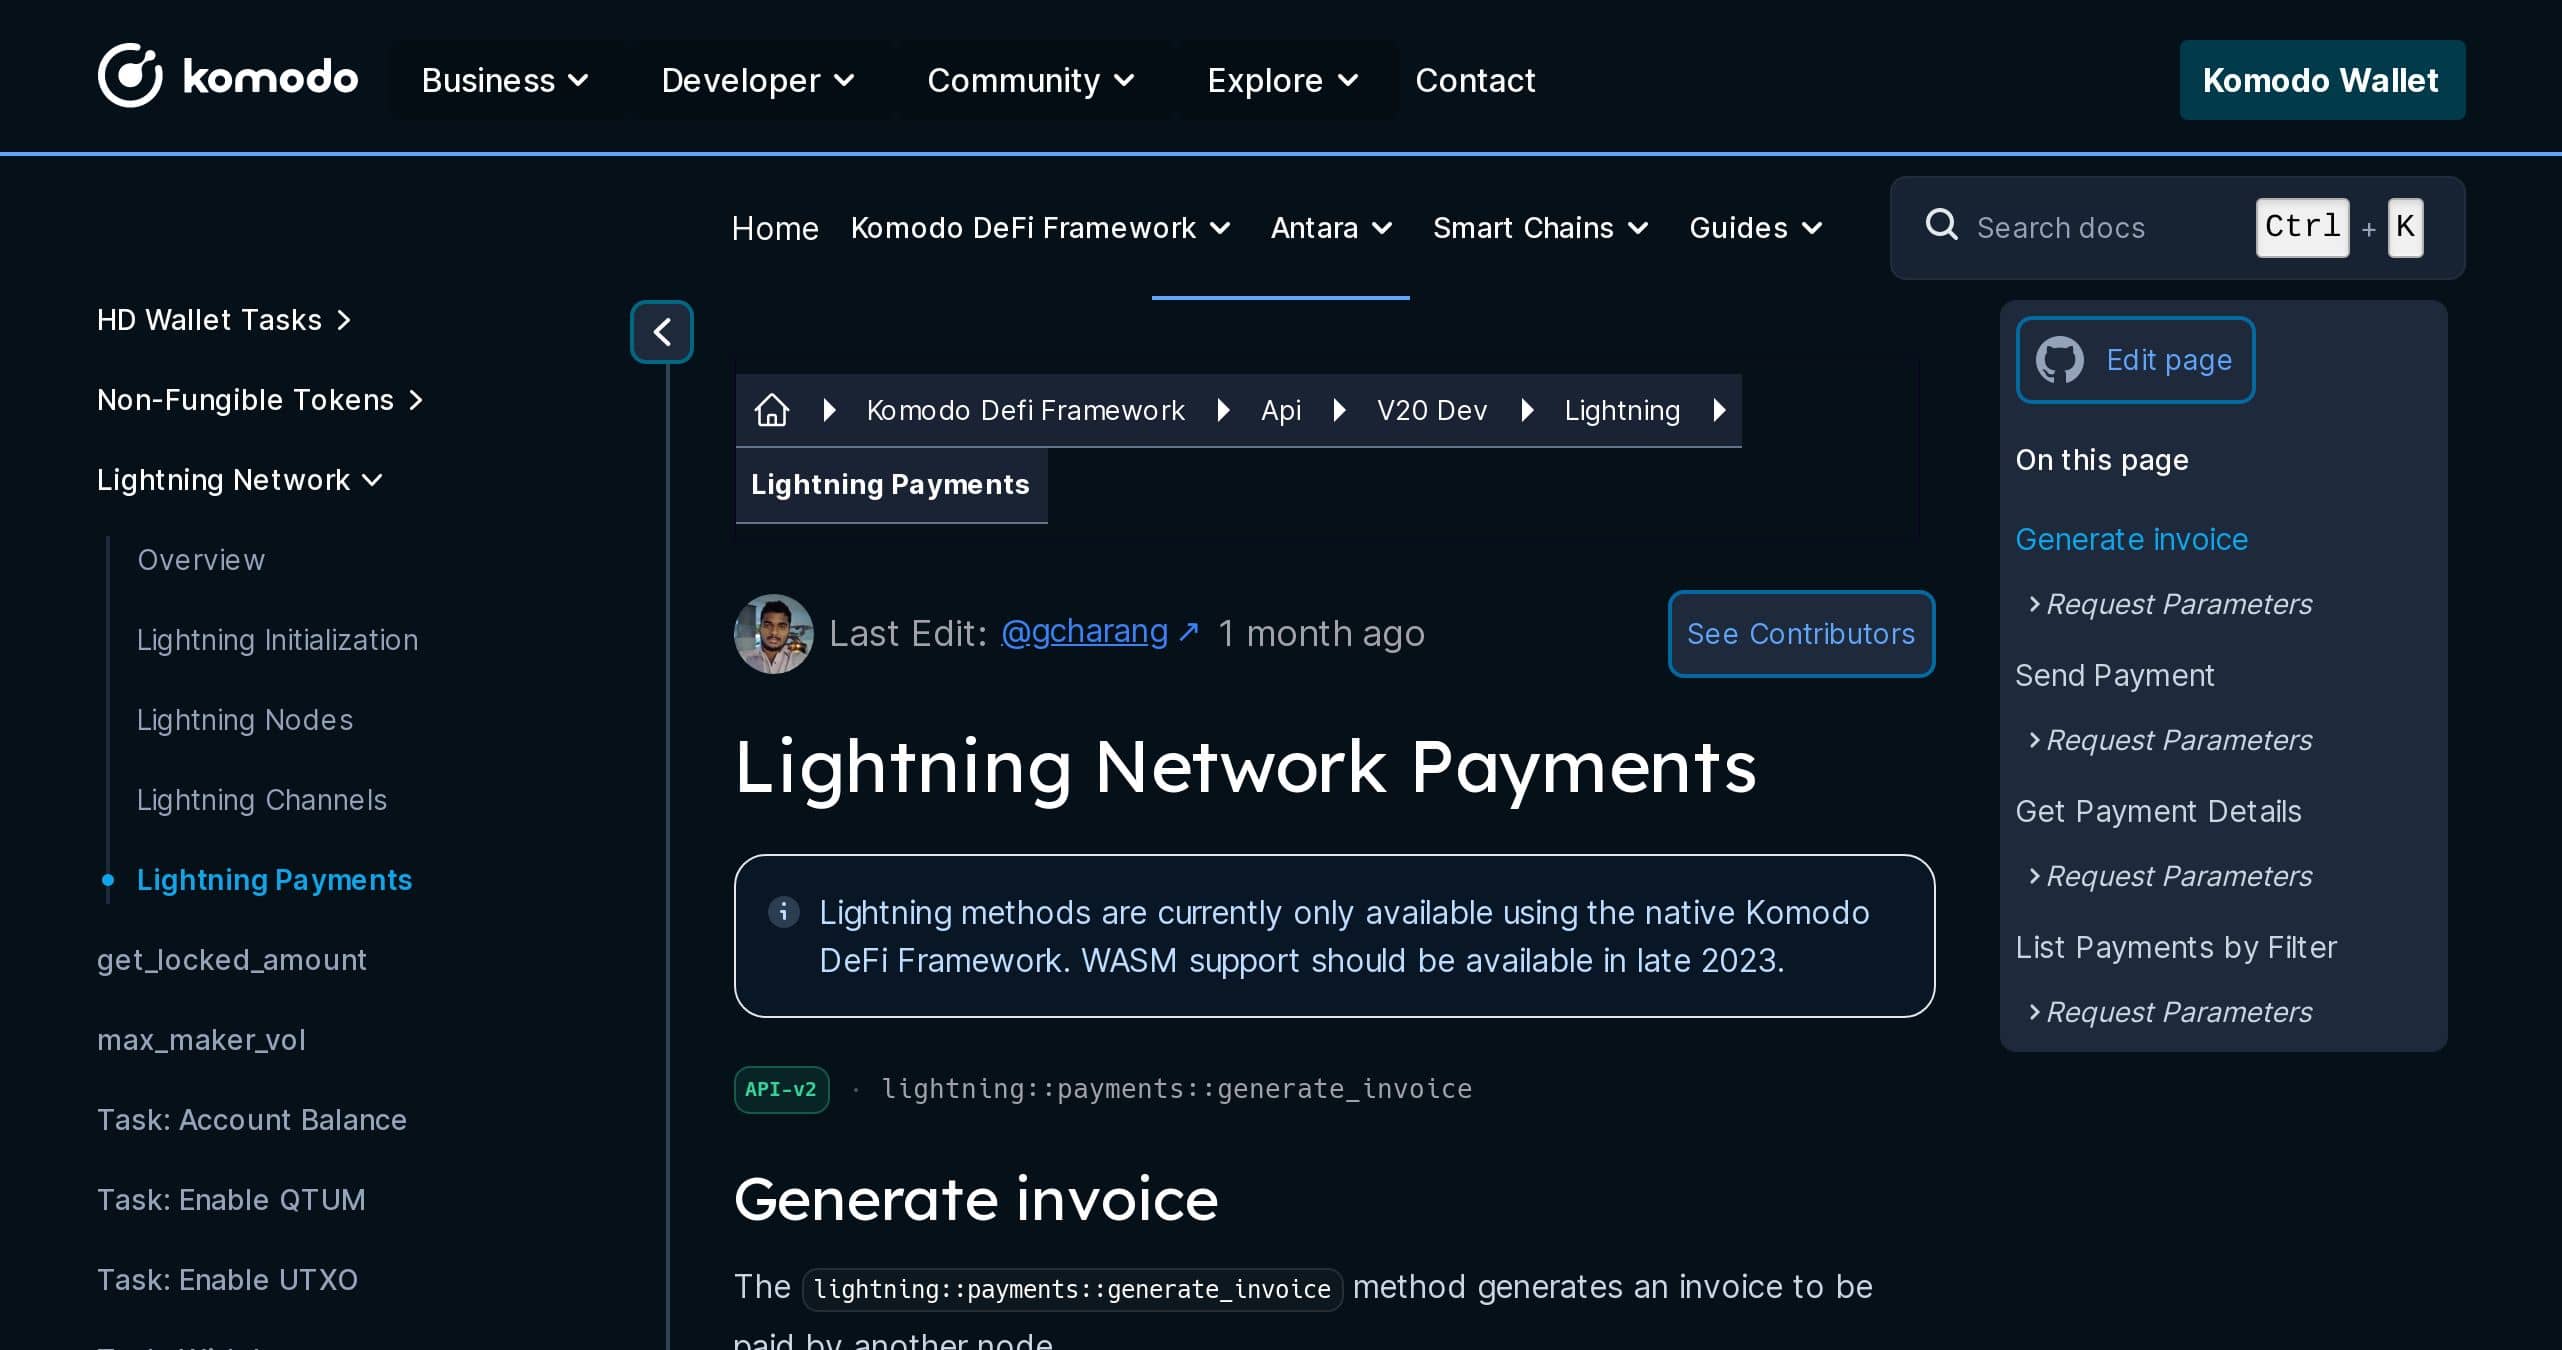 komodo
Business
Developer
Community
Explore
Contact
Komodo Wallet
Home
Komodo DeFi Framework
Antara
Smart Chains
Guides
Search docs
Ctrl + K
HD Wallet Tasks
Non-Fungible Tokens
Lightning Network
Overview
Lightning Initialization
Lightning Nodes
Lightning Channels
Lightning Payments
get_locked_amount
max_maker_vol
Task: Account Balance
Task: Enable QTUM
Task: Enable UTXO
Komodo Defi Framework
Api
V20 Dev
Lightning
Lightning Payments
Last Edit: @gcharang ↗ 1 month ago
See Contributors
Lightning Network Payments
Lightning methods are currently only available using the native Komodo
DeFi Framework. WASM support should be available in late 2023.
API-v2 · lightning::payments::generate_invoice
Generate invoice
The lightning::payments::generate_invoice method generates an invoice to be
paid by another node
Edit page
On this page
Generate invoice
Request Parameters
Send Payment
Request Parameters
Get Payment Details
Request Parameters
List Payments by Filter
Request Parameters